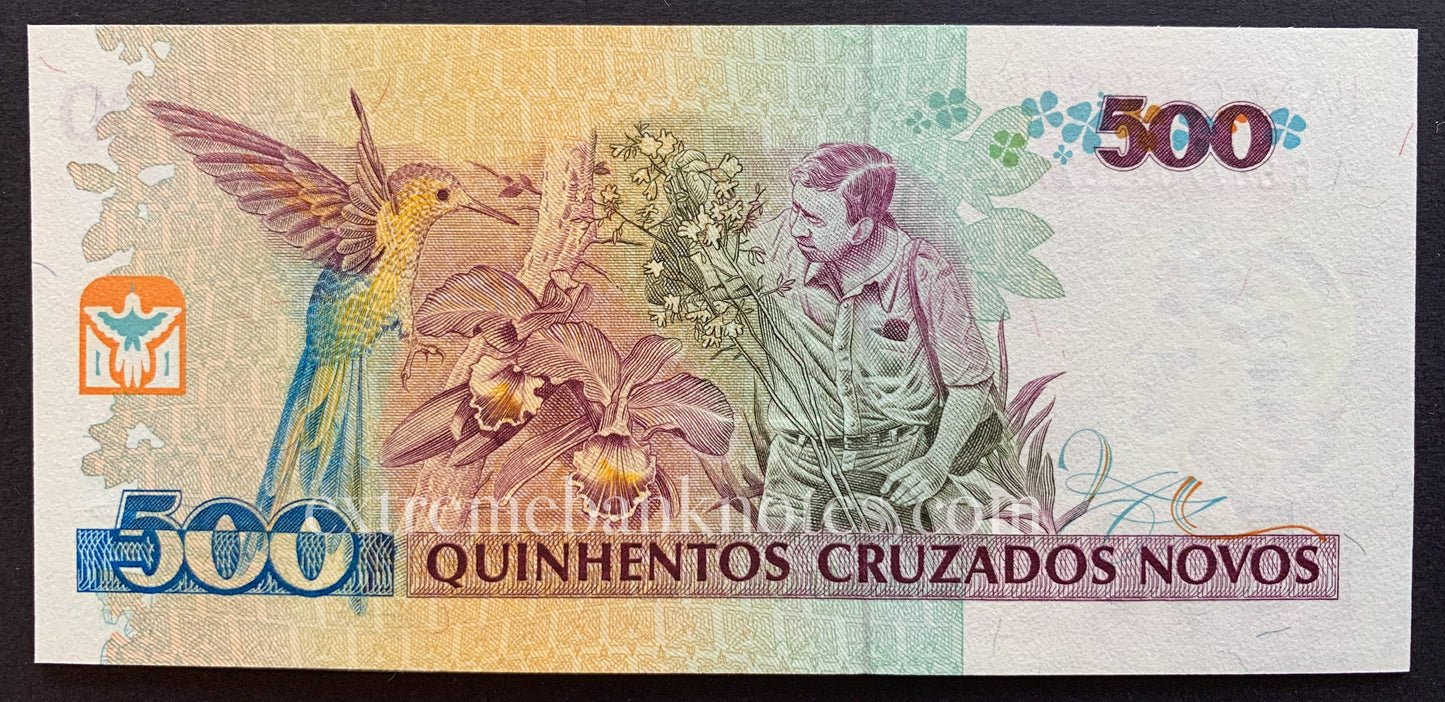 500
extremebanknotes.com
500
QUINHENTOS CRUZADOS NOVOS